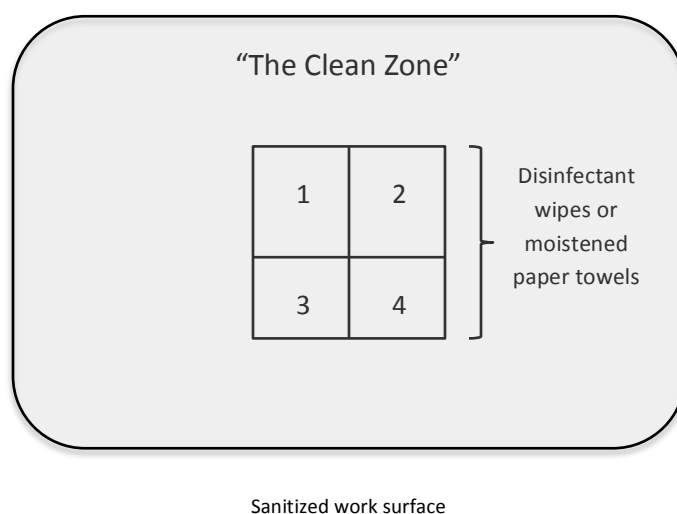 “The Clean Zone”
1 2
Disinfectant
wipes or
moistened
paper towels
3 4
Sanitized work surface